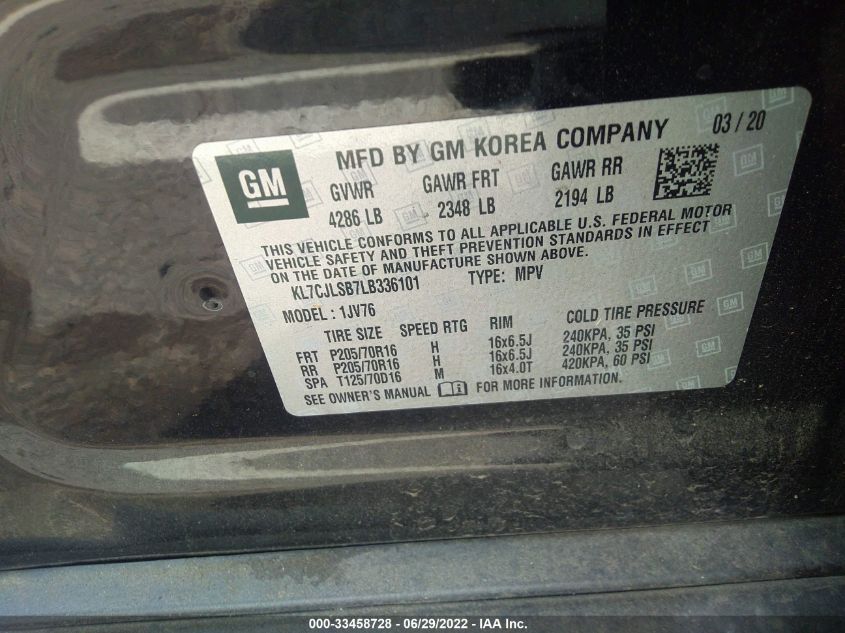 GM
MFD BY GM KOREA COMPANY 03 / 20
GVWR GAWR FRT GAWR RR
4286 LB 2348 LB 2194 LB
THIS VEHICLE CONFORMS TO ALL APPLICABLE U.S. FEDERAL MOTOR
VEHICLE SAFETY AND THEFT PREVENTION STANDARDS IN EFFECT
ON THE DATE OF MANUFACTURE SHOWN ABOVE.
KL7CJLSB7LB336101 TYPE: MPV
MODEL : 1JV76
TIRE SIZE SPEED RTG RIM COLD TIRE PRESSURE
FRT P205/70R16 H 16x6.5J 240KPA, 35 PSI
RR P205/70R16 H 16x6.5J 240KPA, 35 PSI
SPA T125/70D16 M 16x4.0T 420KPA, 60 PSI
SEE OWNER'S MANUAL FOR MORE INFORMATION.
000-33458728 - 06/29/2022 - IAA Inc.